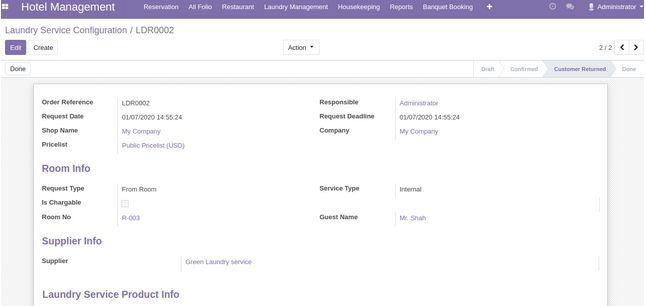 Hotel Management Reservation All Folio Restaurant Laundry Management Housekeeping Reports Banquet Booking + Administrator
Laundry Service Configuration / LDR0002
Edit Create Action 2 / 2
Done Draft Confirmed Customer Returned Done
Order Reference LDR0002 Responsible Administrator
Request Date 01/07/2020 14:55:24 Request Deadline 01/07/2020 14:55:24
Shop Name My Company Company My Company
Pricelist Public Pricelist (USD)
Room Info
Request Type From Room Service Type Internal
Is Chargable
Room No R-003 Guest Name Mr. Shah
Supplier Info
Supplier Green Laundry service
Laundry Service Product Info